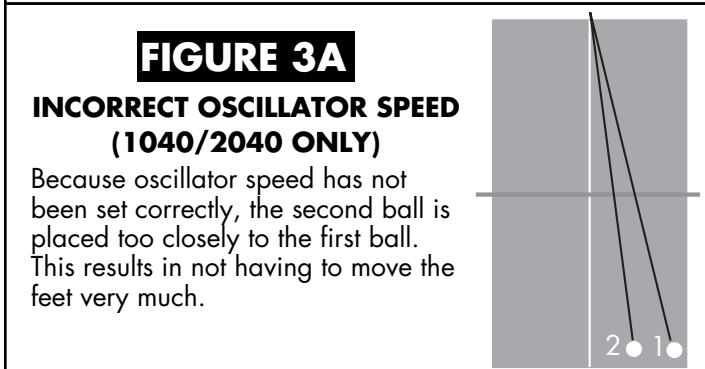 FIGURE 3A
INCORRECT OSCILLATOR SPEED
(1040/2040 ONLY)
Because oscillator speed has not
been set correctly, the second ball is
placed too closely to the first ball.
This results in not having to move the
feet very much.
2 1